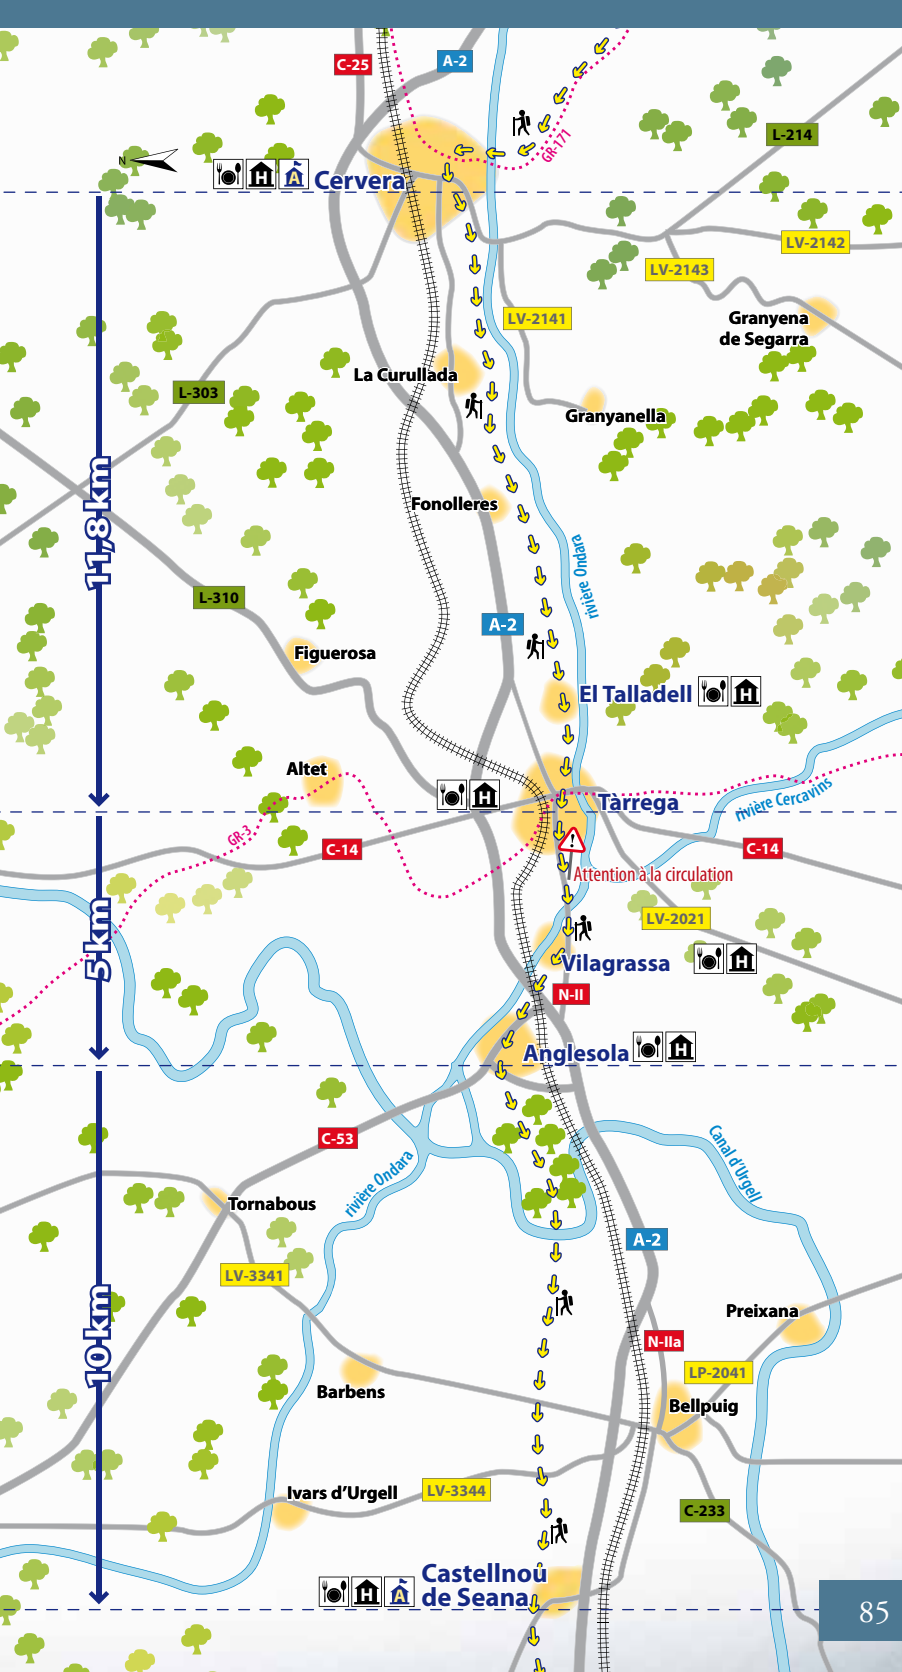 C-25
A-2
L-214
GR-171
N
A
Cervera
LV-2142
LV-2143
LV-2141
Granyena
de Segarra
La Curullada
L-303
Granyanella
11,8 km
Fonolleres
rivière Ondara
L-310
A-2
Figuerosa
El Talladell
H
Altet
H
Tàrrega
rivière Cercavins
GR-3
C-14
C-14
Attention à la circulation
5 km
LV-2021
Vilagrassa
H
N-II
Anglesola
H
C-53
Canal d'Urgell
rivière Ondara
Tornabous
A-2
LV-3341
10 km
Preixana
N-IIa
LP-2041
Barbens
Bellpuig
Ivars d'Urgell
LV-3344
C-233
H
A
Castellnou
de Seana
85